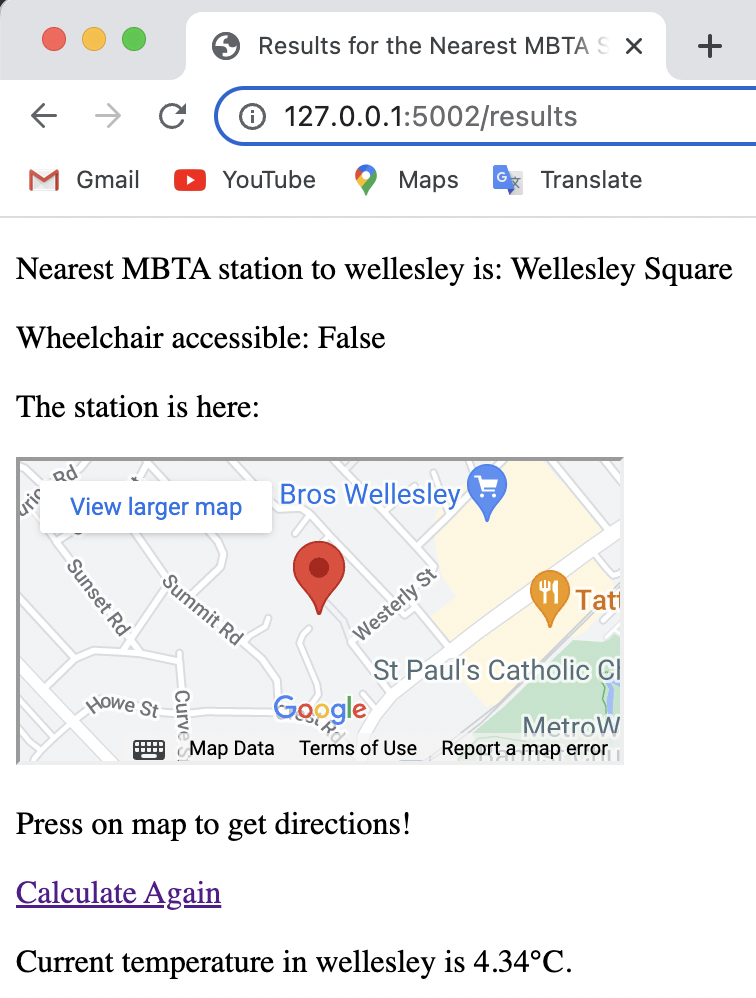 Results for the Nearest MBTA S
127.0.0.1:5002/results
Gmail YouTube Maps Translate
Nearest MBTA station to wellesley is: Wellesley Square
Wheelchair accessible: False
The station is here:
Rd
View larger map
Bros Wellesley
Sunset Rd
Summit Rd
Westerly St
Tatt
St Paul's Catholic Ch
Howe St
Curve S
Google
Rd
MetroW
Map Data Terms of Use Report a map error
Press on map to get directions!
Calculate Again
Current temperature in wellesley is 4.34°C.